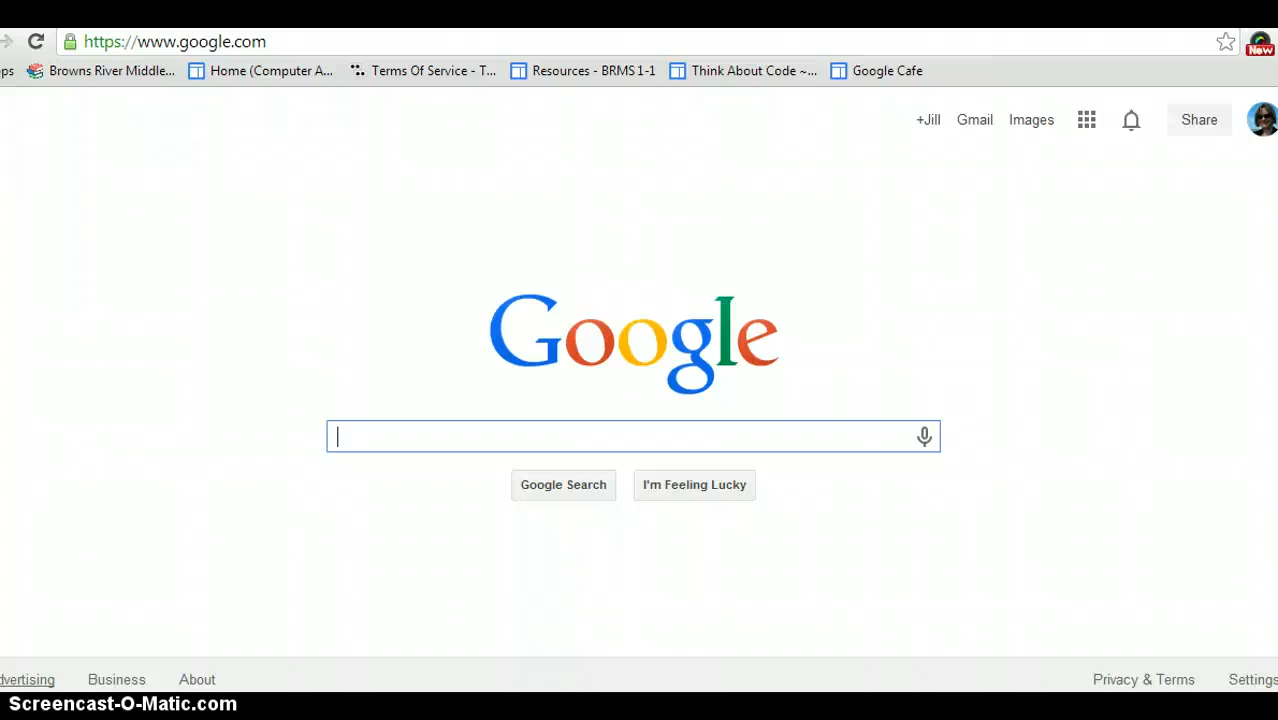 https://www.google.com
New
ps Browns River Middle... Home (Computer A... Terms Of Service - T... Resources - BRMS 1-1 Think About Code ~... Google Cafe
+Jill Gmail Images Share
Google
Google Search I'm Feeling Lucky
dvertising Business About Privacy & Terms Settings
Screencast-O-Matic.com